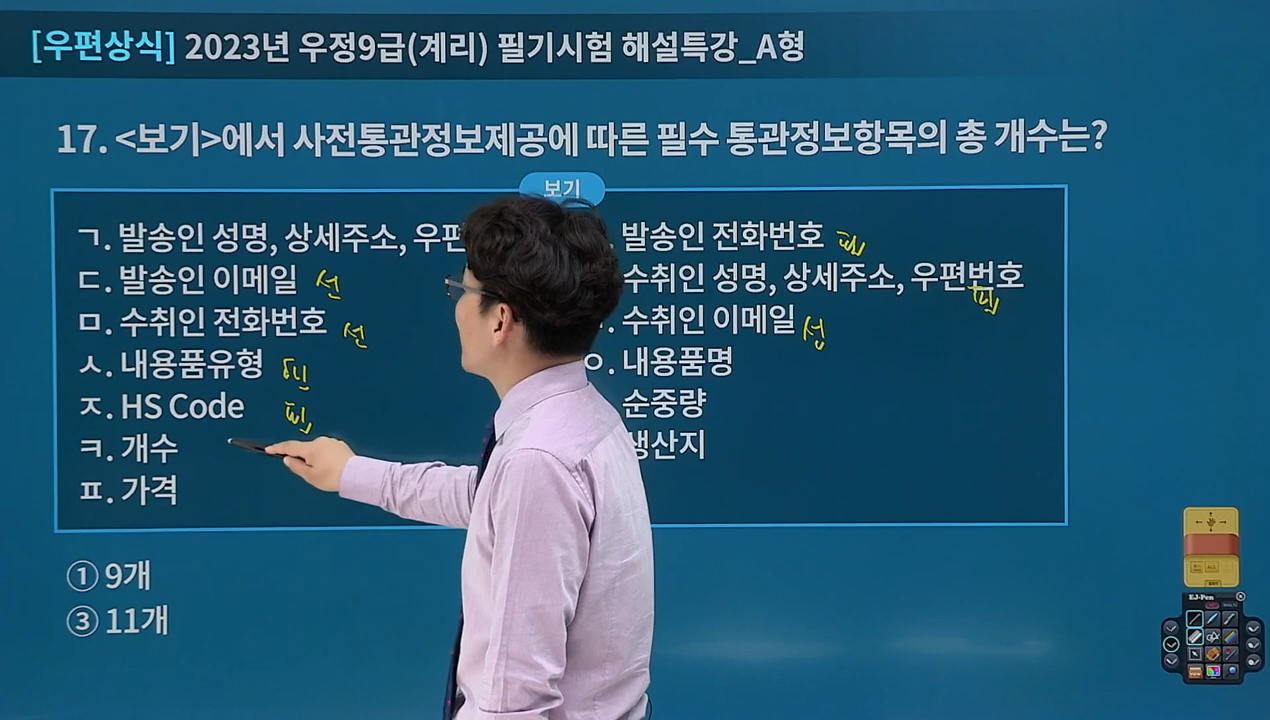 [우편상식] 2023년 우정9급(계리) 필기시험 해설특강_A형
17. <보기>에서 사전통관정보제공에 따른 필수 통관정보항목의 총 개수는?
보기
ㄱ. 발송인 성명, 상세주소, 우편
발송인 전화번호 필
ㄷ. 발송인 이메일 선
수취인 성명, 상세주소, 우편번호 필
ㅁ. 수취인 전화번호 선
수취인 이메일 선
ㅅ. 내용품유형
ㅇ. 내용품명
ㅈ. HS Code 필
순중량
ㅋ. 개수
생산지
ㅍ. 가격
① 9개
③ 11개
EJ-Pen
ALL